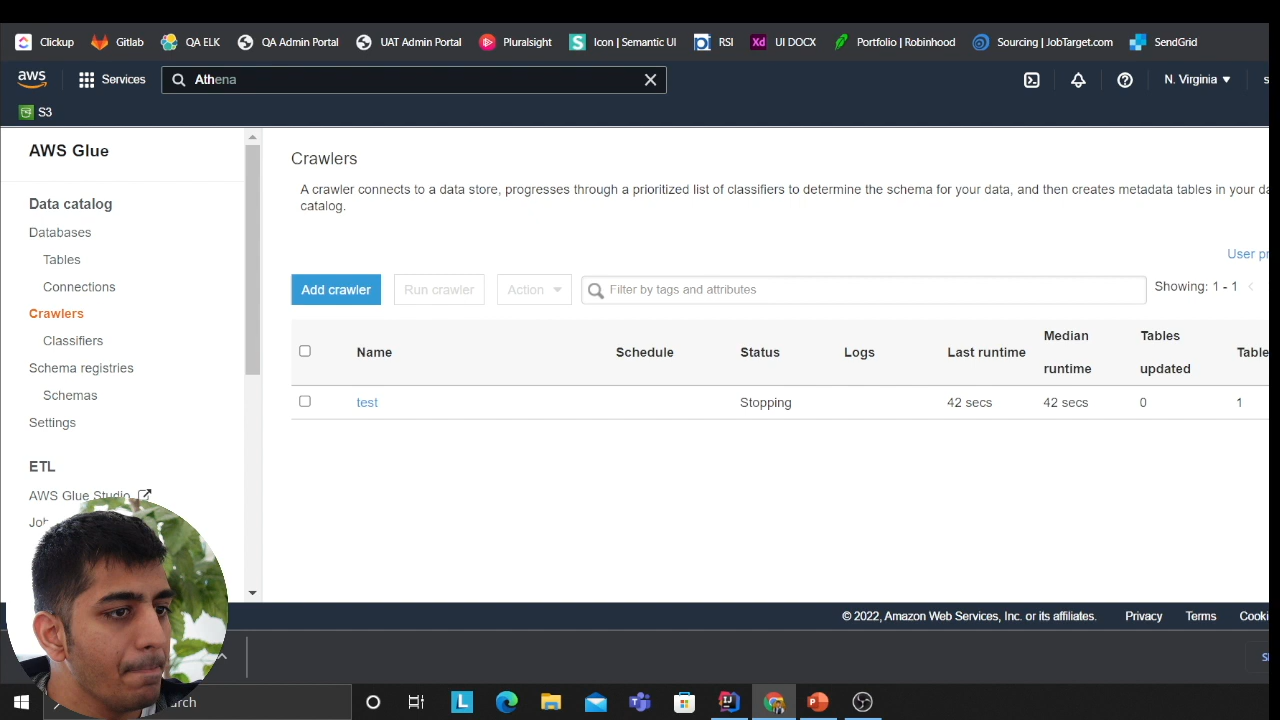 Clickup Gitlab QA ELK QA Admin Portal UAT Admin Portal Pluralsight Icon | Semantic UI RSI Xd UI DOCX Portfolio | Robinhood Sourcing | JobTarget.com SendGrid
aws Services Athena N. Virginia
S3
AWS Glue
Data catalog
Databases
Tables
Connections
Crawlers
Classifiers
Schema registries
Schemas
Settings
ETL
AWS Glue Studio
Crawlers
A crawler connects to a data store, progresses through a prioritized list of classifiers to determine the schema for your data, and then creates metadata tables in your da
catalog.
User pr
Add crawler Run crawler Action Filter by tags and attributes Showing: 1 - 1
Name Schedule Status Logs Last runtime Median runtime Tables updated Table
test Stopping 42 secs 42 secs 0 1
© 2022, Amazon Web Services, Inc. or its affiliates. Privacy Terms Cooki